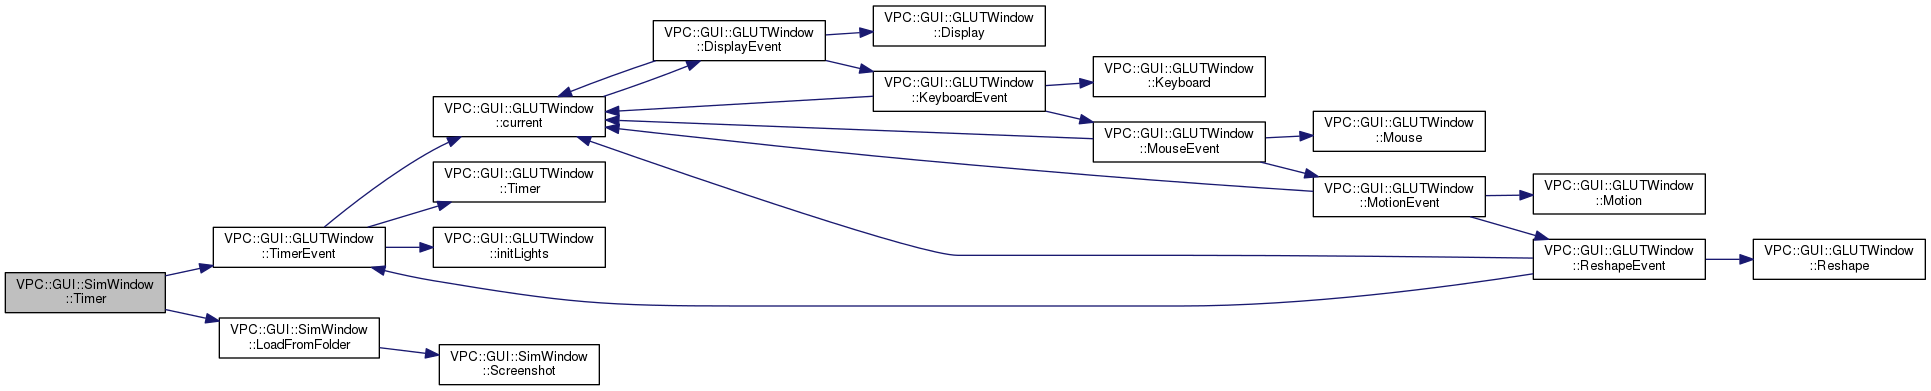 VPC::GUI::SimWindow
::Timer
VPC::GUI::GLUTWindow
::TimerEvent
VPC::GUI::SimWindow
::LoadFromFolder
VPC::GUI::GLUTWindow
::current
VPC::GUI::GLUTWindow
::Timer
VPC::GUI::GLUTWindow
::initLights
VPC::GUI::SimWindow
::Screenshot
VPC::GUI::GLUTWindow
::DisplayEvent
VPC::GUI::GLUTWindow
::Display
VPC::GUI::GLUTWindow
::KeyboardEvent
VPC::GUI::GLUTWindow
::Keyboard
VPC::GUI::GLUTWindow
::MouseEvent
VPC::GUI::GLUTWindow
::Mouse
VPC::GUI::GLUTWindow
::MotionEvent
VPC::GUI::GLUTWindow
::Motion
VPC::GUI::GLUTWindow
::ReshapeEvent
VPC::GUI::GLUTWindow
::Reshape